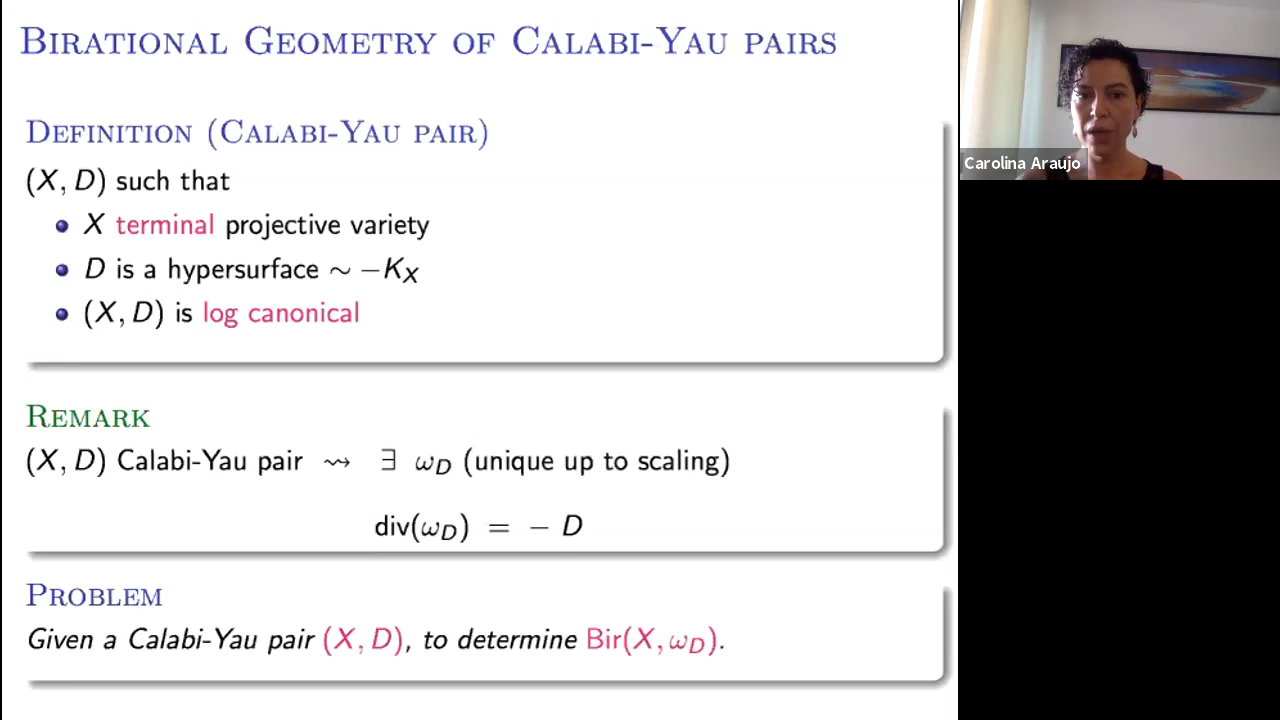 Birational Geometry of Calabi-Yau pairs
Definition (Calabi-Yau pair)
(X, D) such that
• X terminal projective variety
• D is a hypersurface ∼ −K_X
• (X, D) is log canonical
Remark
(X, D) Calabi-Yau pair ⇝ ∃ ω_D (unique up to scaling)
div(ω_D) = − D
Problem
Given a Calabi-Yau pair (X, D), to determine Bir(X, ω_D).
Carolina Araujo